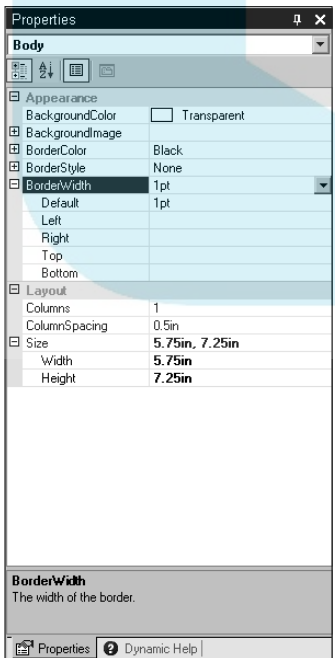 Properties
Body
Appearance
BackgroundColor Transparent
BackgroundImage
BorderColor Black
BorderStyle None
BorderWidth 1pt
Default 1pt
Left
Right
Top
Bottom
Layout
Columns 1
ColumnSpacing 0.5in
Size 5.75in, 7.25in
Width 5.75in
Height 7.25in
BorderWidth
The width of the border.
Properties Dynamic Help